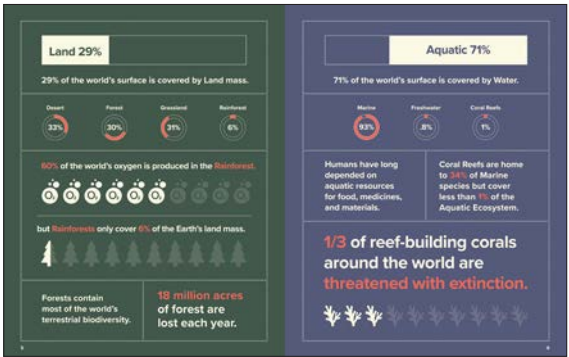 Land 29%
29% of the world's surface is covered by Land mass.
Desert
Forest
Grassland
Rainforest
33%
30%
31%
6%
60% of the world's oxygen is produced in the Rainforest.
O₂ O₂ O₂ O₂ O₂ O₂ O₂ O₂ O₂ O₂
but Rainforests only cover 6% of the Earth's land mass.
Forests contain
most of the world's
terrestrial biodiversity.
18 million acres
of forest are
lost each year.
5
Aquatic 71%
71% of the world's surface is covered by Water.
Marine
Freshwater
Coral Reefs
93%
.8%
1%
Humans have long
depended on
aquatic resources
for food, medicines,
and materials.
Coral Reefs are home
to 34% of Marine
species but cover
less than 1% of the
Aquatic Ecosystem.
1/3 of reef-building corals
around the world are
threatened with extinction.